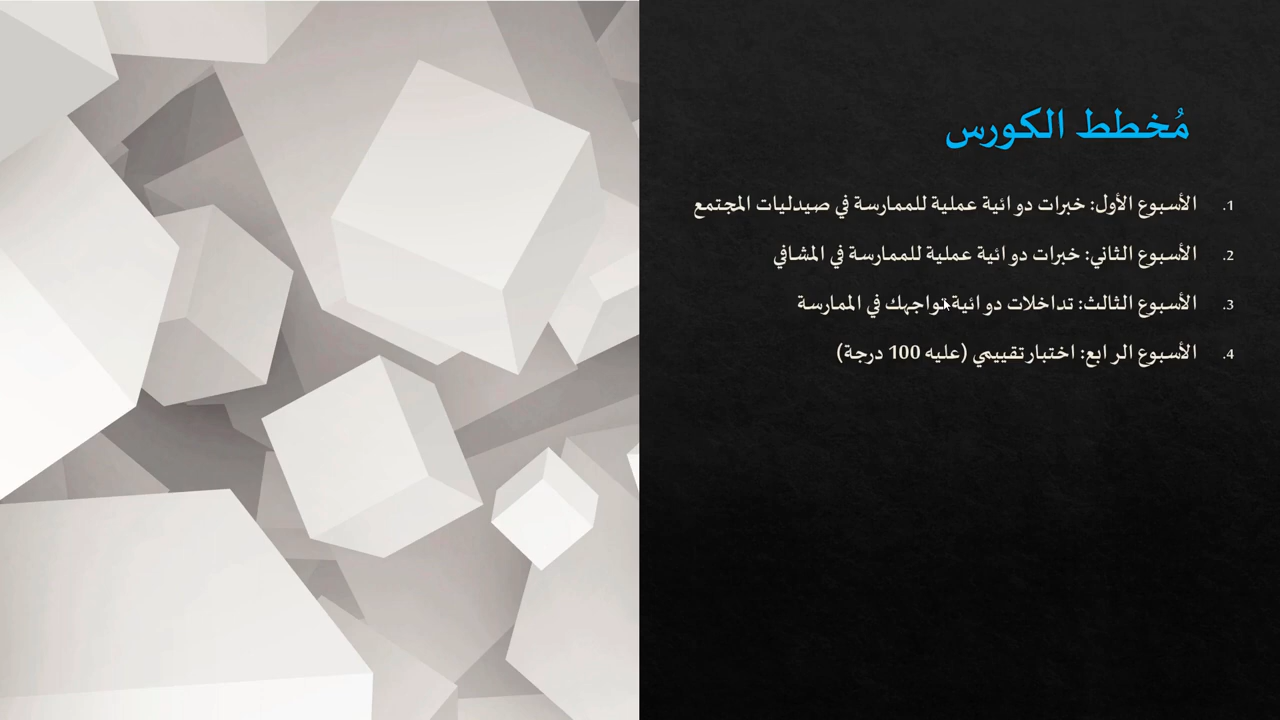 مُخطط الكورس
1. الأسبوع الأول: خبرات دوائية عملية للممارسة في صيدليات المجتمع
2. الأسبوع الثاني: خبرات دوائية عملية للممارسة في المشافي
3. الأسبوع الثالث: تداخلات دوائية تواجهك في الممارسة
4. الأسبوع الرابع: اختبار تقييمي (عليه 100 درجة)